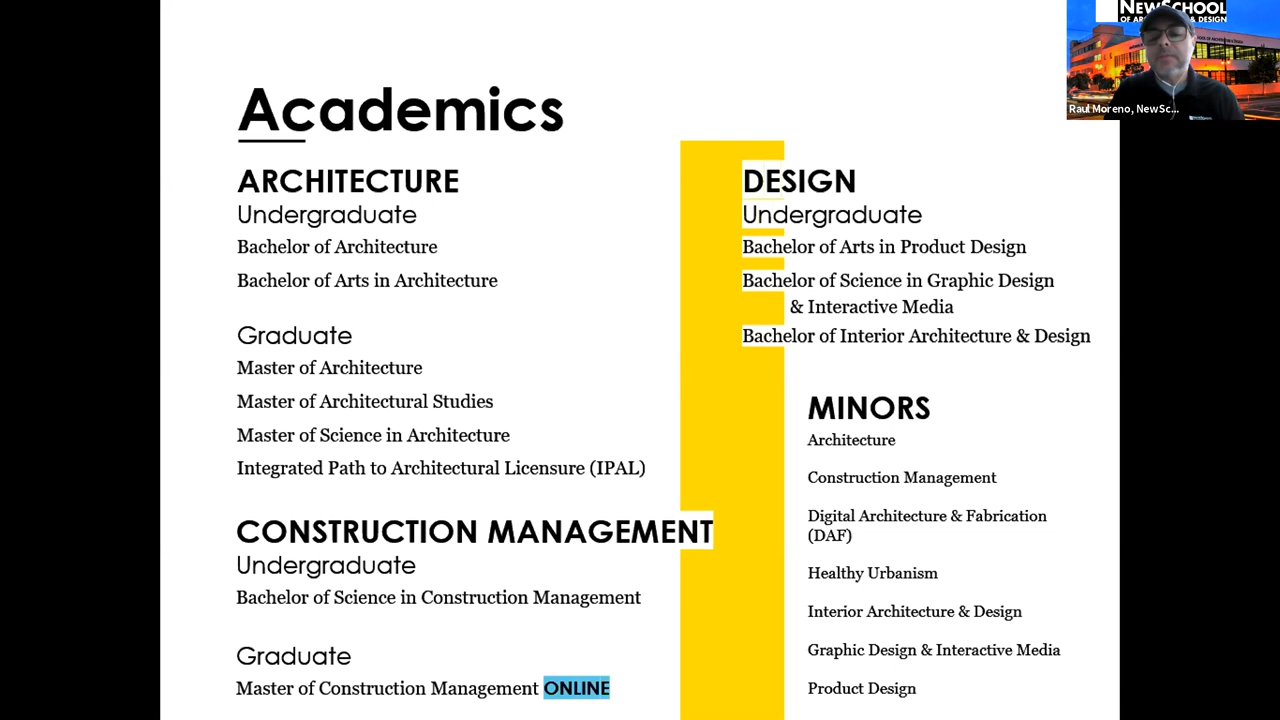 Academics
ARCHITECTURE
Undergraduate
Bachelor of Architecture
Bachelor of Arts in Architecture
Graduate
Master of Architecture
Master of Architectural Studies
Master of Science in Architecture
Integrated Path to Architectural Licensure (IPAL)
CONSTRUCTION MANAGEMENT
Undergraduate
Bachelor of Science in Construction Management
Graduate
Master of Construction Management ONLINE
DESIGN
Undergraduate
Bachelor of Arts in Product Design
Bachelor of Science in Graphic Design
& Interactive Media
Bachelor of Interior Architecture & Design
MINORS
Architecture
Construction Management
Digital Architecture & Fabrication
(DAF)
Healthy Urbanism
Interior Architecture & Design
Graphic Design & Interactive Media
Product Design
NEWSCHOOL
OF & DESIGN
Raul Moreno, NewSc...